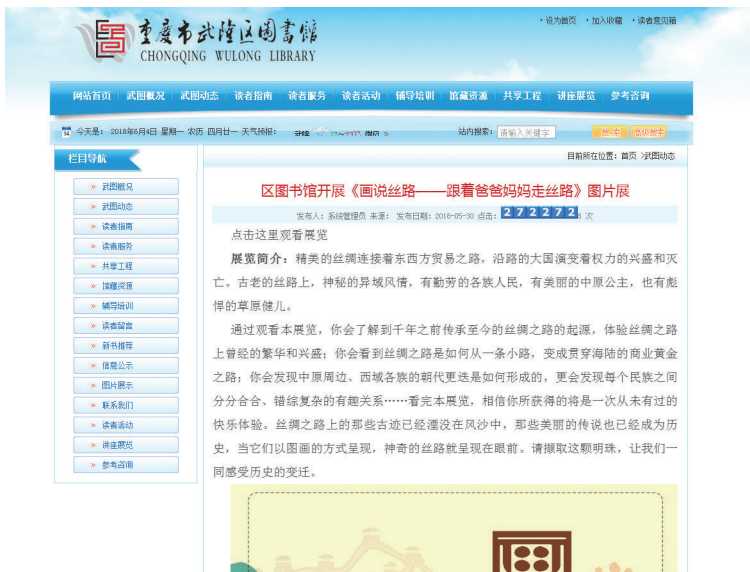 ·设为首页 ·加入收藏 ·读者意见箱
重庆市武隆区图书馆
CHONGQING WULONG LIBRARY
网站首页 武图概况 武图动态 读者指南 读者服务 读者活动 辅导培训 馆藏资源 共享工程 讲座展览 参考咨询
今天是: 2018年6月4日 星期一 农历 四月廿一 天气预报: 站内搜索: 请输入关键字 搜索 高级搜索
栏目导航
目前所在位置: 首页 >武图动态
» 武图概况
» 武图动态
» 读者指南
» 读者服务
» 共享工程
» 馆藏资源
» 辅导培训
» 读者留言
» 新书推荐
» 信息公示
» 图片展示
» 联系我们
» 读者活动
» 讲座展览
» 参考咨询
区图书馆开展《画说丝路——跟着爸爸妈妈走丝路》图片展
发布人: 系统管理员 来源: 发布日期: 2018-05-30 点击: 272272 次
点击这里观看展览
展览简介：精美的丝绸连接着东西方贸易之路，沿路的大国演变着权力的兴盛和灭
亡。古老的丝路上，神秘的异域风情，有勤劳的各族人民，有美丽的中原公主，也有彪
悍的草原健儿。
通过观看本展览，你会了解到千年之前传承至今的丝绸之路的起源，体验丝绸之路
上曾经的繁华和兴盛；你会看到丝绸之路是如何从一条小路，变成贯穿海陆的商业黄金
之路；你会发现中原周边、西域各族的朝代更迭是如何形成的，更会发现每个民族之间
分分合合、错综复杂的有趣关系……看完本展览，相信你所获得的将是一次从未有过的
快乐体验。丝绸之路上的那些古迹已经湮没在风沙中，那些美丽的传说也已经成为历
史，当它们以图画的方式呈现，神奇的丝路就呈现在眼前。请撷取这颗明珠，让我们一
同感受历史的变迁。